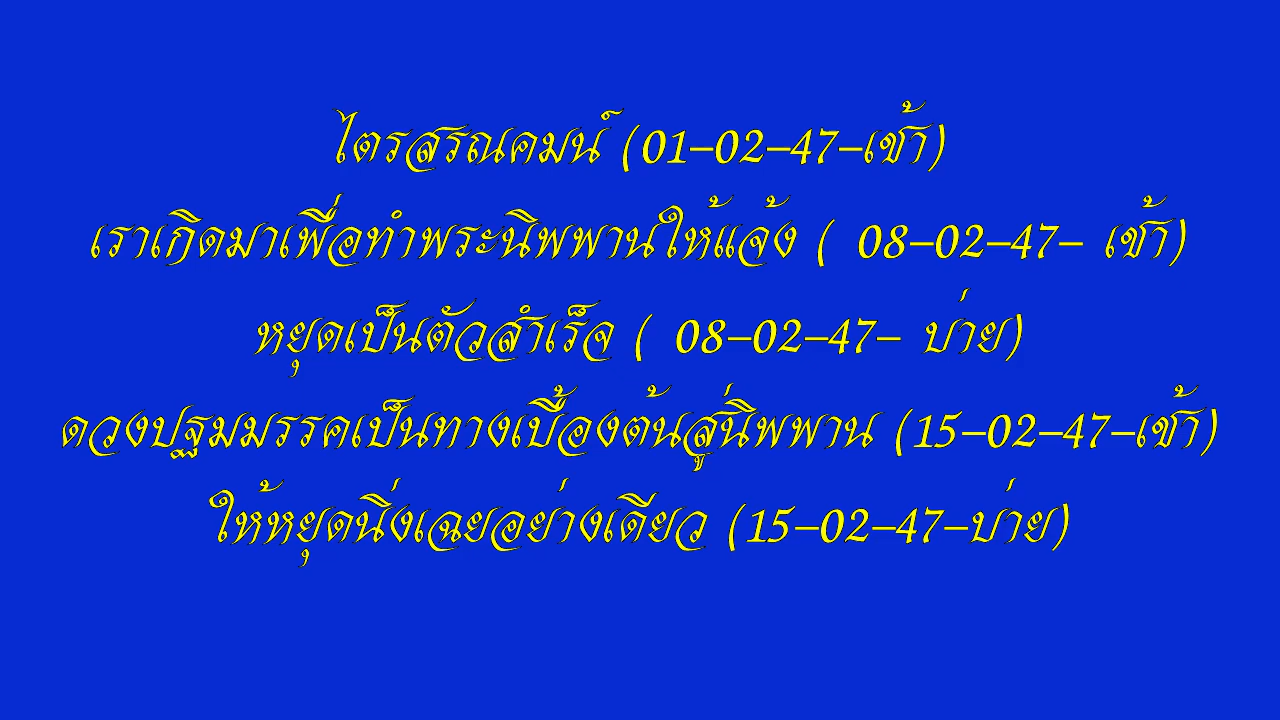 ไตรสรณคมน์ (01-02-47-เช้า)
เราเกิดมาเพื่อทำพระนิพพานให้แจ้ง ( 08-02-47- เช้า)
หยุดเป็นตัวสำเร็จ ( 08-02-47- บ่าย)
ดวงปฐมมรรคเป็นทางเบื้องต้นสู่นิพพาน (15-02-47-เช้า)
ให้หยุดนิ่งเฉยอย่างเดียว (15-02-47-บ่าย)